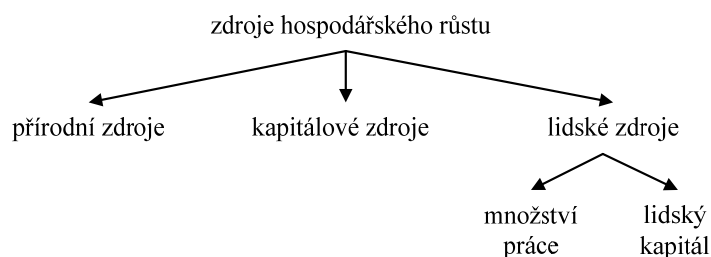 zdroje hospodářského růstu
přírodní zdroje kapitálové zdroje lidské zdroje
množství lidský
práce kapitál